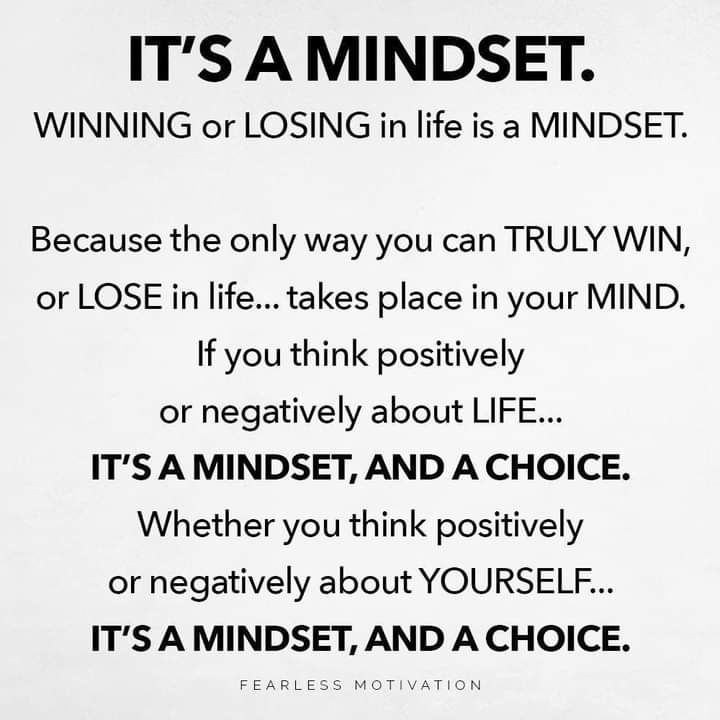 IT’S A MINDSET.
WINNING or LOSING in life is a MINDSET.
Because the only way you can TRULY WIN,
or LOSE in life... takes place in your MIND.
If you think positively
or negatively about LIFE...
IT’S A MINDSET, AND A CHOICE.
Whether you think positively
or negatively about YOURSELF...
IT’S A MINDSET, AND A CHOICE.
FEARLESS MOTIVATION